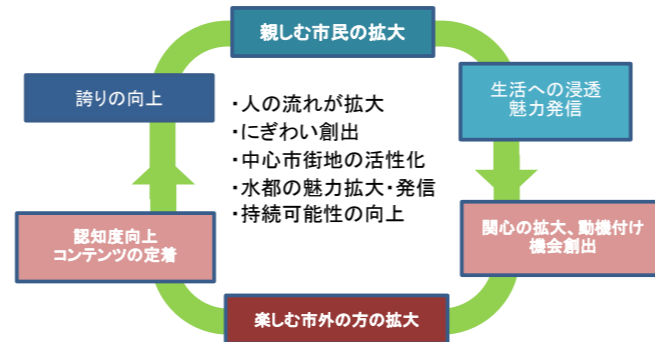 親しむ市民の拡大
誇りの向上
生活への浸透
魅力発信
・人の流れが拡大
・にぎわい創出
・中心市街地の活性化
・水都の魅力拡大・発信
・持続可能性の向上
認知度向上
コンテンツの定着
関心の拡大、動機付け
機会創出
楽しむ市外の方の拡大